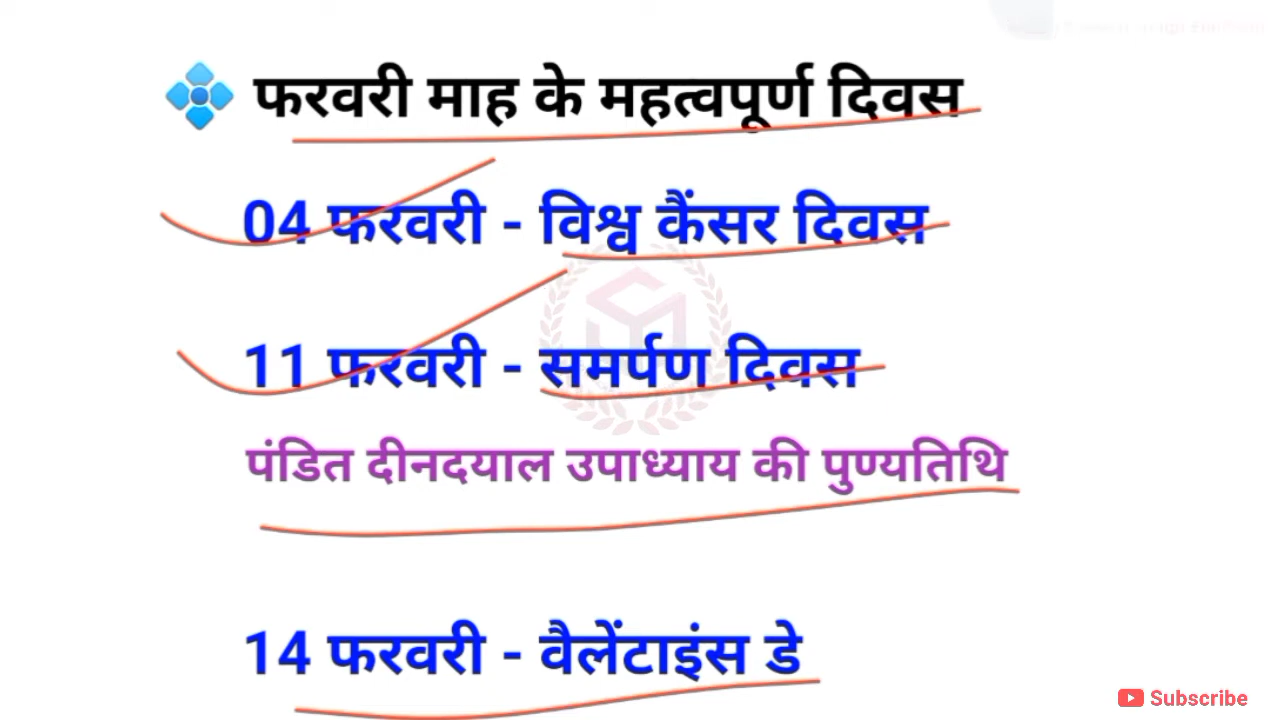 फरवरी माह के महत्वपूर्ण दिवस
04 फरवरी - विश्व कैंसर दिवस
11 फरवरी - समर्पण दिवस
पंडित दीनदयाल उपाध्याय की पुण्यतिथि
14 फरवरी - वैलेंटाइंस डे
Subscribe